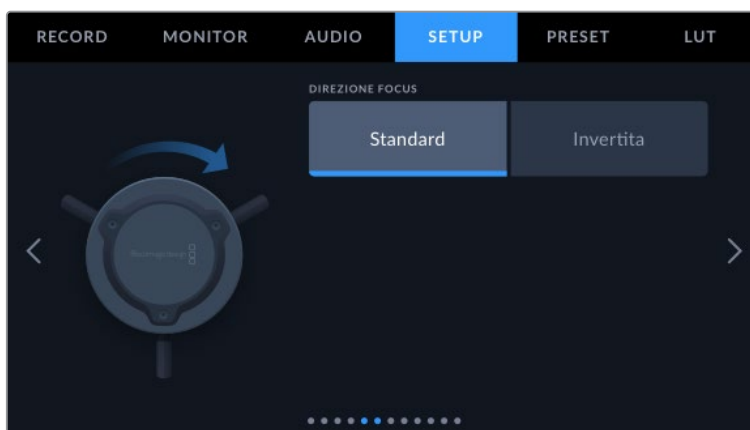 RECORD MONITOR AUDIO SETUP PRESET LUT
DIREZIONE FOCUS
Standard Invertita